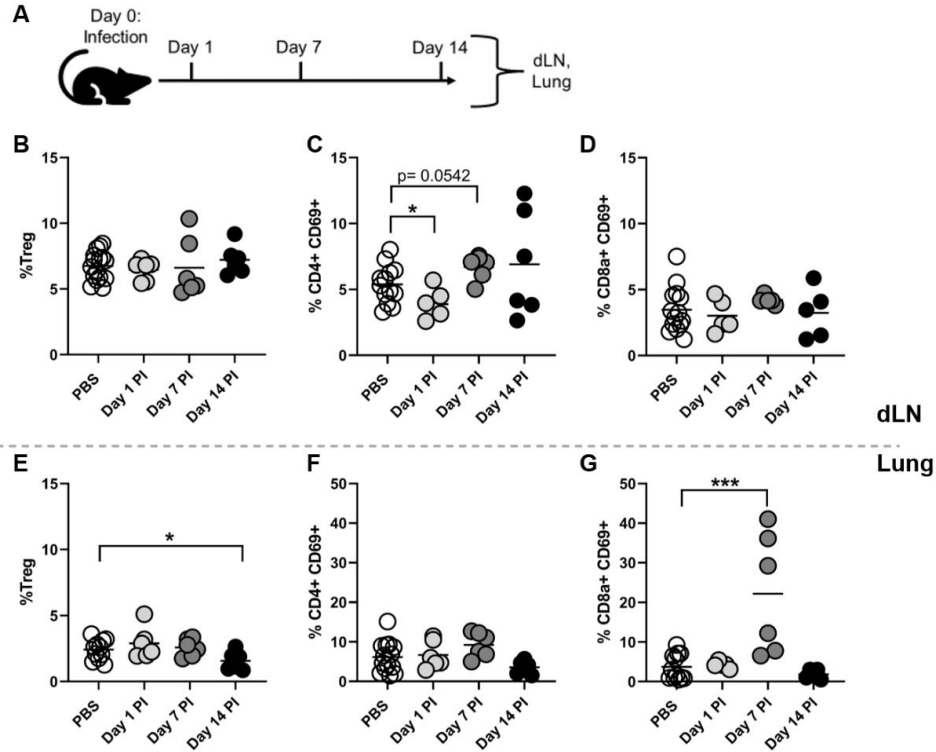 A
Day 0:
Infection
Day 1
Day 7
Day 14
dLN,
Lung
B
%Treg
15
10
5
0
PBS
Day 1 PI
Day 7 PI
Day 14 PI
C
% CD4+ CD69+
15
10
5
0
p= 0.0542
*
PBS
Day 1 PI
Day 7 PI
Day 14 PI
D
% CD8a+ CD69+
15
10
5
0
PBS
Day 1 PI
Day 7 PI
Day 14 PI
dLN
Lung
E
%Treg
15
10
5
0
*
PBS
Day 1 PI
Day 7 PI
Day 14 PI
F
% CD4+ CD69+
50
40
30
20
10
0
PBS
Day 1 PI
Day 7 PI
Day 14 PI
G
% CD8a+ CD69+
50
40
30
20
10
0
***
PBS
Day 1 PI
Day 7 PI
Day 14 PI